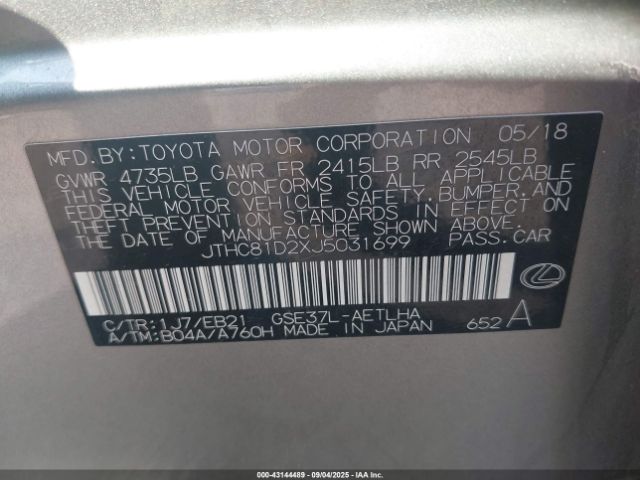 MFD.BY:TOYOTA MOTOR CORPORATION 05/18
GVWR 4735LB GAWR FR 2415LB RR 2545LB
THIS VEHICLE CONFORMS TO ALL APPLICABLE
FEDERAL MOTOR VEHICLE SAFETY, BUMPER, AND
THEFT PREVENTION STANDARDS IN EFFECT ON
THE DATE OF MANUFACTURE SHOWN ABOVE.
JTHC81D2XJ5031699 PASS.CAR
C/TR:1J7/EB21 GSE37L-AETLHA
A/TM:B04A/A760H MADE IN JAPAN 652 A
000-43144489 - 09/04/2025 - IAAI.COM